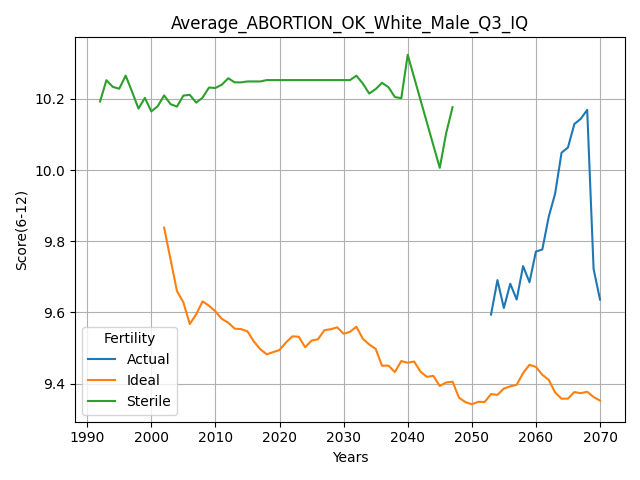 Average_ABORTION_OK_White_Male_Q3_IQ
Score(6-12)
10.2
10.0
9.8
9.6
9.4
Fertility
Actual
Ideal
Sterile
1990 2000 2010 2020 2030 2040 2050 2060 2070
Years